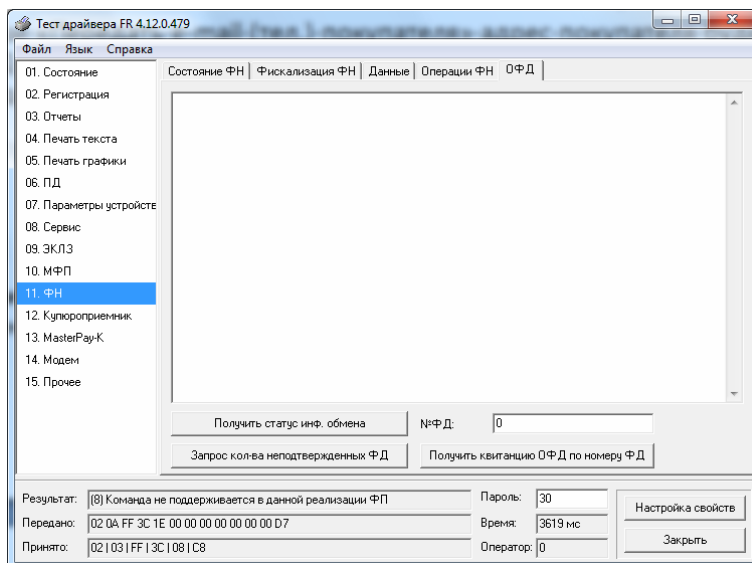 Тест драйвера FR 4.12.0.479
Файл Язык Справка
01. Состояние
02. Регистрация
03. Отчеты
04. Печать текста
05. Печать графики
06. ПД
07. Параметры устройств
08. Сервис
09. ЭКЛЗ
10. МФП
11. ФН
12. Купюроприемник
13. MasterPay-K
14. Модем
15. Прочее
Состояние ФН Фискализация ФН Данные Операции ФН ОФД
Получить статус инф. обмена №ФД: 0
Запрос кол-ва неподтвержденных ФД Получить квитанцию ОФД по номеру ФД
Результат: (8) Команда не поддерживается в данной реализации ФП Пароль: 30 Настройка свойств
Передано: 02 0A FF 3C 1E 00 00 00 00 00 00 00 D7 Время: 3619 мс
Принято: 02 | 03 | FF | 3C | 08 | C8 Оператор: 0 Закрыть